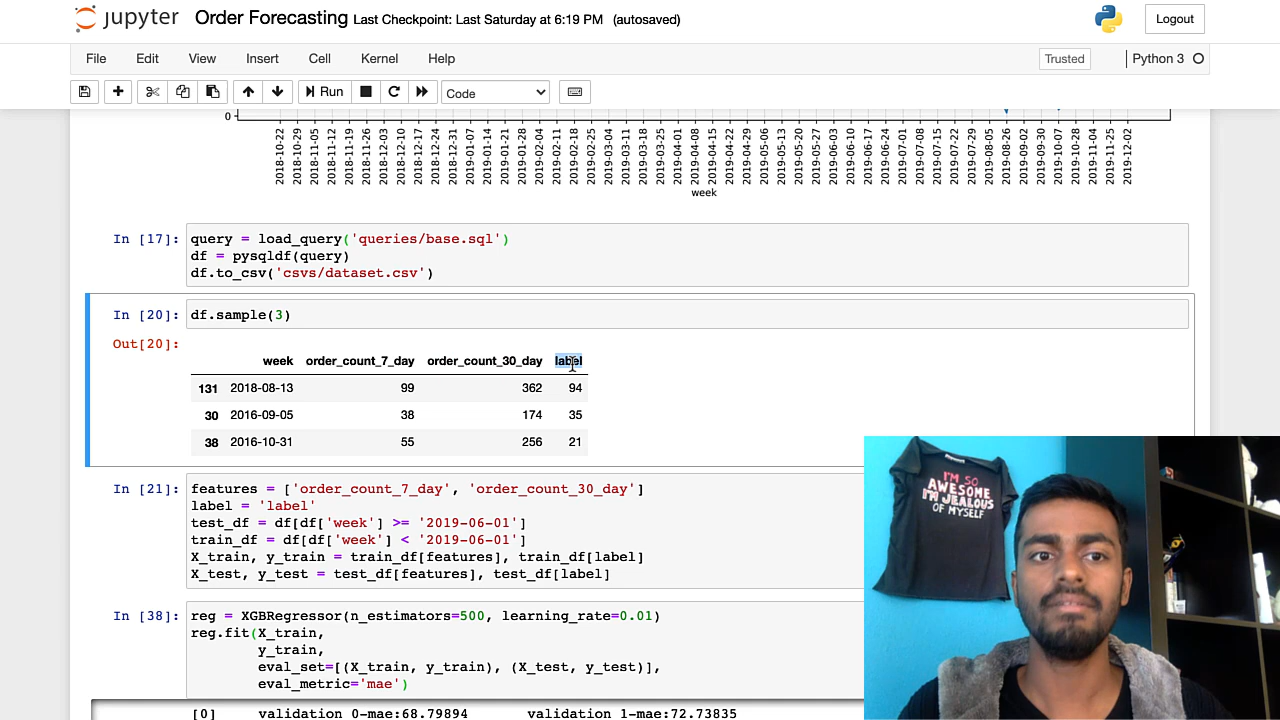 jupyter Order Forecasting Last Checkpoint: Last Saturday at 6:19 PM (autosaved)
Logout
File Edit View Insert Cell Kernel Help
Trusted
Python 3
Run
Code
0
2018-10-22
2018-10-29
2018-11-05
2018-11-12
2018-11-19
2018-11-26
2018-12-03
2018-12-10
2018-12-17
2018-12-24
2018-12-31
2019-01-07
2019-01-14
2019-01-21
2019-01-28
2019-02-04
2019-02-11
2019-02-18
2019-02-25
2019-03-04
2019-03-11
2019-03-18
2019-03-25
2019-04-01
2019-04-08
2019-04-15
2019-04-22
2019-04-29
2019-05-06
2019-05-13
2019-05-20
2019-05-27
2019-06-03
2019-06-10
2019-06-17
2019-06-24
2019-07-01
2019-07-08
2019-07-15
2019-07-22
2019-07-29
2019-08-05
2019-08-26
2019-09-02
2019-09-30
2019-10-07
2019-10-28
2019-11-04
2019-11-25
2019-12-02
week
In [17]: query = load_query('queries/base.sql')
df = pysqldf(query)
df.to_csv('csvs/dataset.csv')
In [20]: df.sample(3)
Out[20]:
week order_count_7_day order_count_30_day label
131 2018-08-13 99 362 94
30 2016-09-05 38 174 35
38 2016-10-31 55 256 21
In [21]: features = ['order_count_7_day', 'order_count_30_day']
label = 'label'
test_df = df[df['week'] >= '2019-06-01']
train_df = df[df['week'] < '2019-06-01']
X_train, y_train = train_df[features], train_df[label]
X_test, y_test = test_df[features], test_df[label]
In [38]: reg = XGBRegressor(n_estimators=500, learning_rate=0.01)
reg.fit(X_train,
y_train,
eval_set=[(X_train, y_train), (X_test, y_test)],
eval_metric='mae')
[0] validation_0-mae:68.79894 validation_1-mae:72.73835
I'M SO
AWESOME
I'M JEALOUS
OF MYSELF